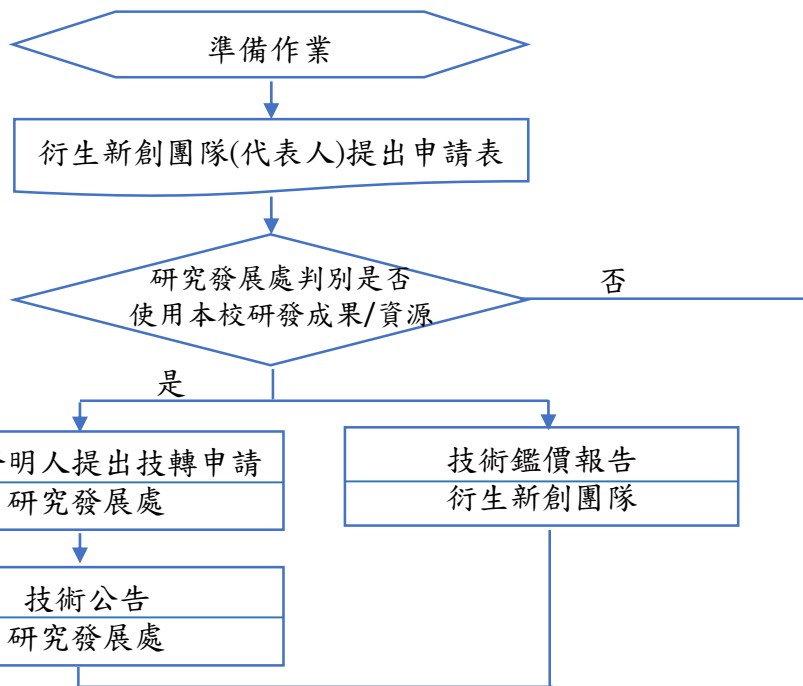 準備作業
衍生新創團隊(代表人)提出申請表
研究發展處判別是否
使用本校研發成果/資源
否
是
明人提出技轉申請
研究發展處
技術鑑價報告
衍生新創團隊
技術公告
研究發展處